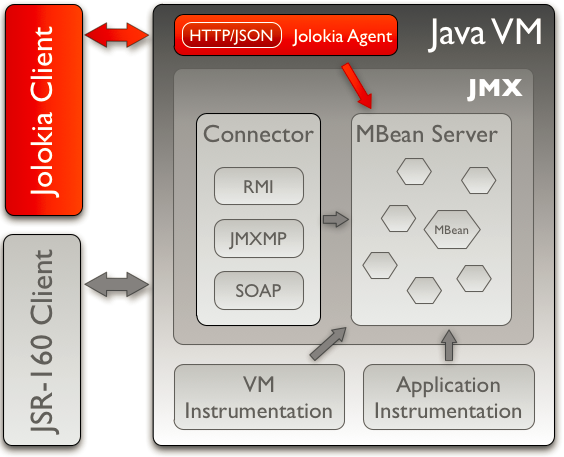 Jolokia Client
HTTP/JSON Jolokia Agent
Java VM
JMX
Connector
RMI
JMXMP
SOAP
MBean Server
MBean
JSR-160 Client
VM
Instrumentation
Application
Instrumentation